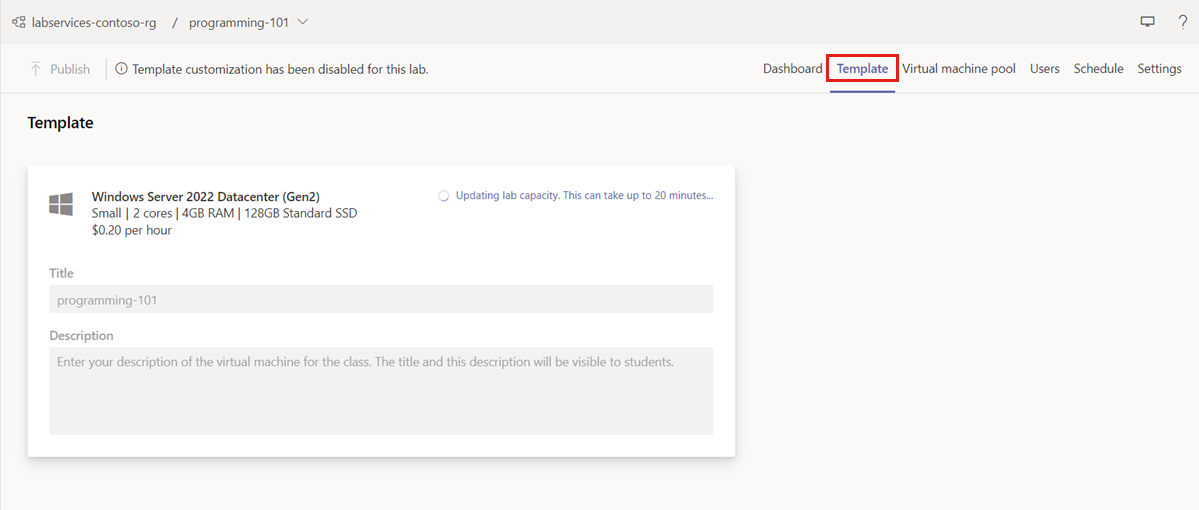 labservices-contoso-rg / programming-101
?
Publish
Template customization has been disabled for this lab.
Dashboard Template Virtual machine pool Users Schedule Settings
Template
Windows Server 2022 Datacenter (Gen2)
Updating lab capacity. This can take up to 20 minutes...
Small | 2 cores | 4GB RAM | 128GB Standard SSD
$0.20 per hour
Title
programming-101
Description
Enter your description of the virtual machine for the class. The title and this description will be visible to students.